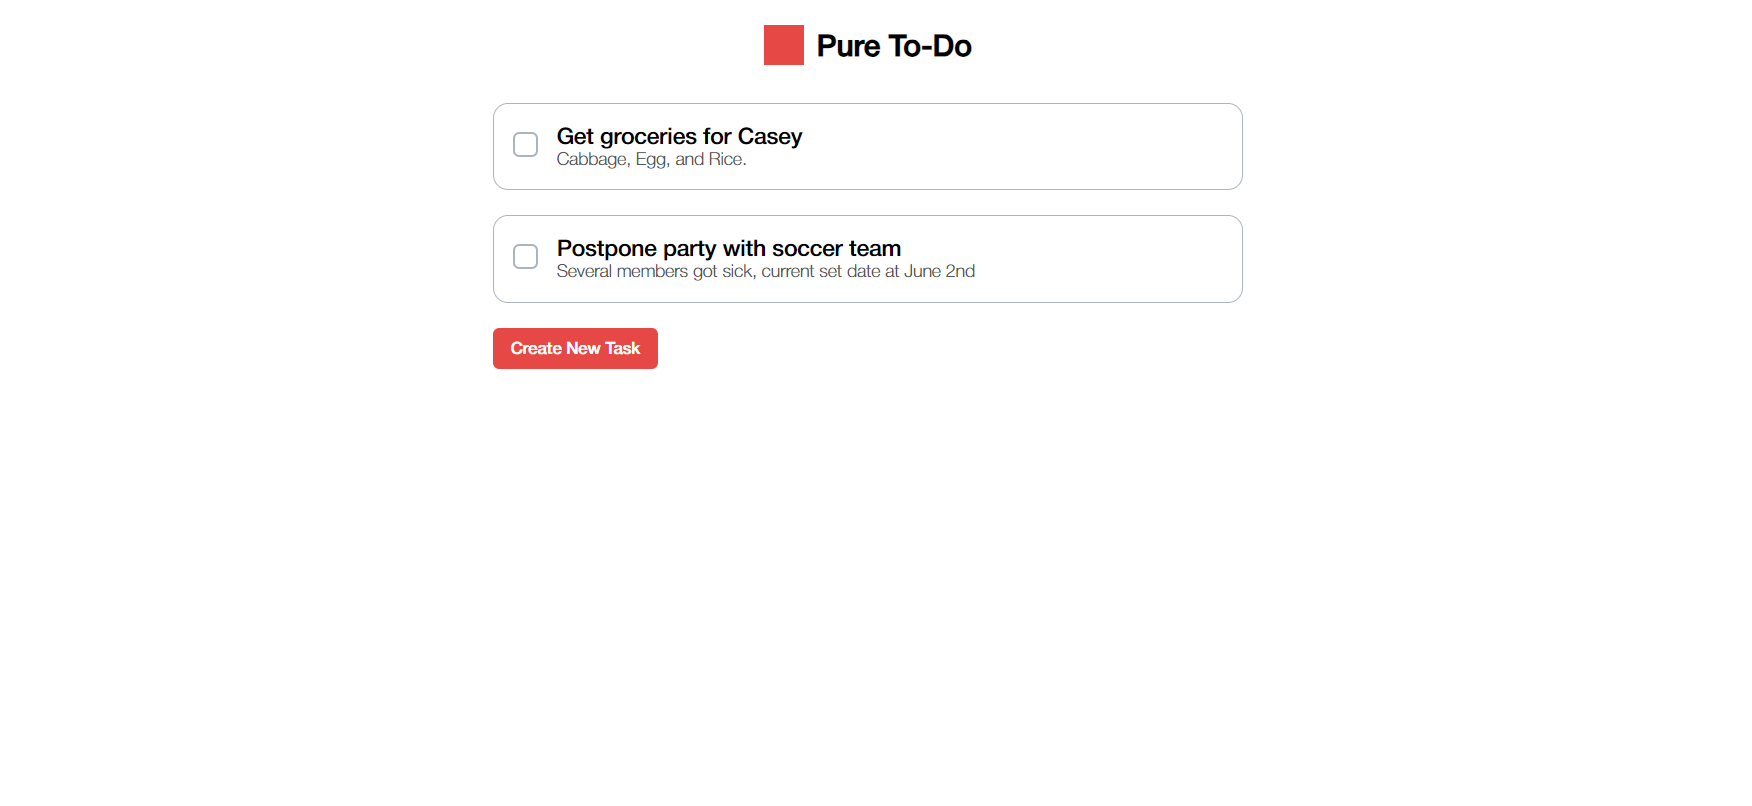 Pure To-Do
Get groceries for Casey
Cabbage, Egg, and Rice.
Postpone party with soccer team
Several members got sick, current set date at June 2nd
Create New Task